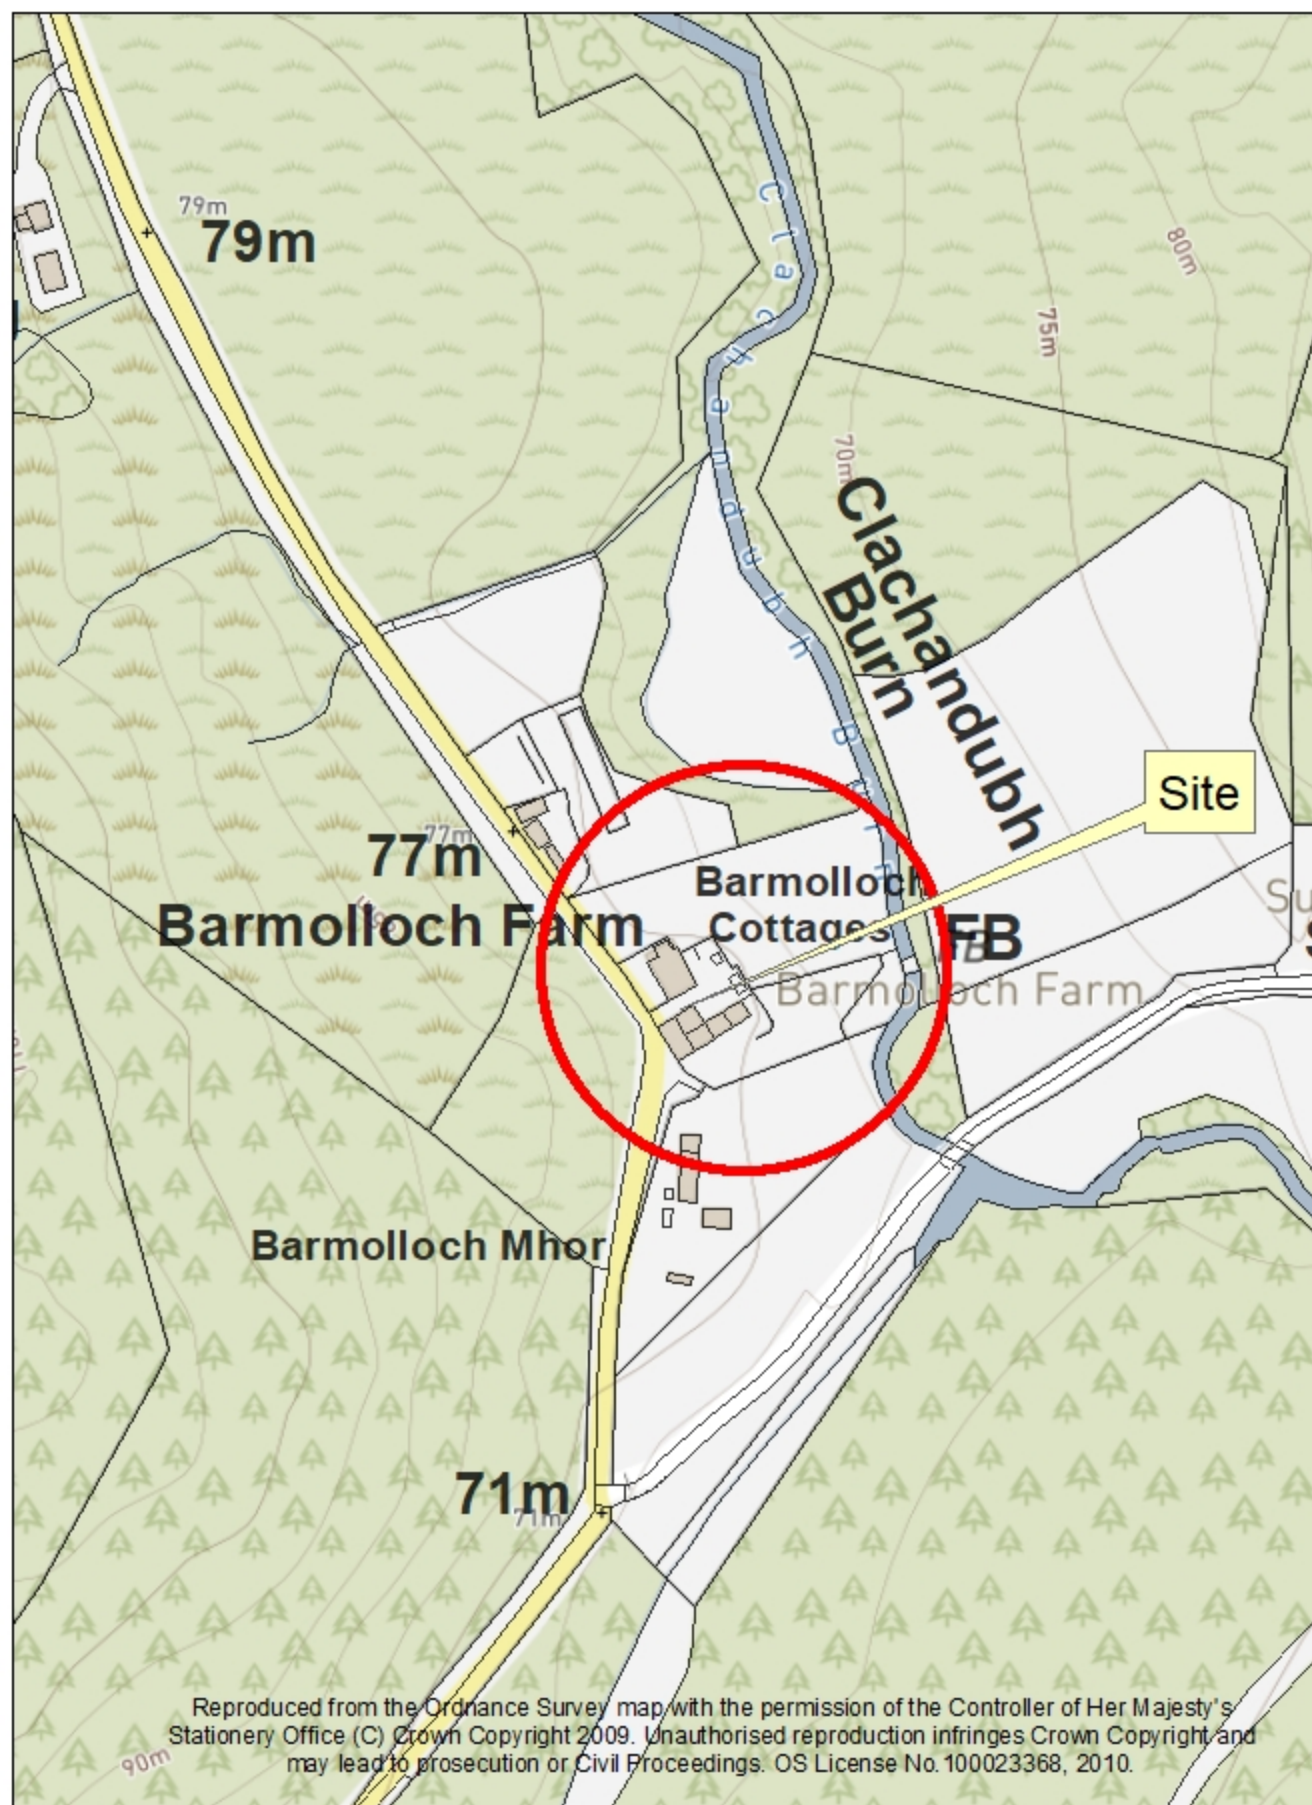 79m
79m
80m
75m
Clachandubh Burn
70m
Clachandubh
Burn
Site
77m
77m
Barmolloch
Cottages
Barmolloch Farm
FB
FB
Su
Barmolloch Farm
Barmolloch Mhor
71m
71m
Reproduced from the Ordnance Survey map with the permission of the Controller of Her Majesty's
Stationery Office (C) Crown Copyright 2009. Unauthorised reproduction infringes Crown Copyright and
may lead to prosecution or Civil Proceedings. OS License No. 100023368, 2010.
90m